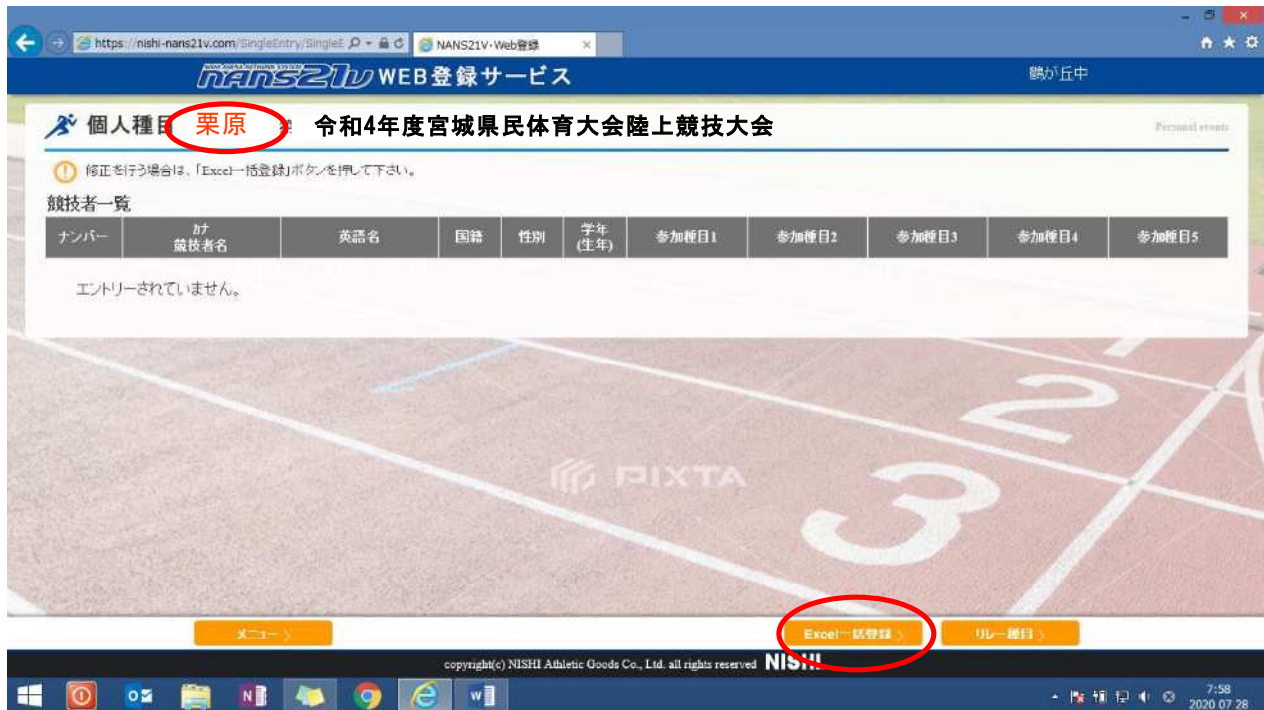 https://nishi-nans21v.com/SingleEntry/SingleE
NANS21V・Web登録
nans21v WEB登録サービス
鶴が丘中
個人種目 栗原 令和4年度宮城県民体育大会陸上競技大会
Personal events
修正を行う場合は、「Excel一括登録」ボタンを押して下さい。
競技者一覧
ナンバー カナ 競技者名 英語名 国籍 性別 学年 (生年) 参加種目1 参加種目2 参加種目3 参加種目4 参加種目5
エントリーされていません。
2
3
PIXTA
メニュー > Excel一括登録 > リレー種目 >
copyright(c) NISHI Athletic Goods Co., Ltd. all rights reserved NISHI
7:58
2020 07 28